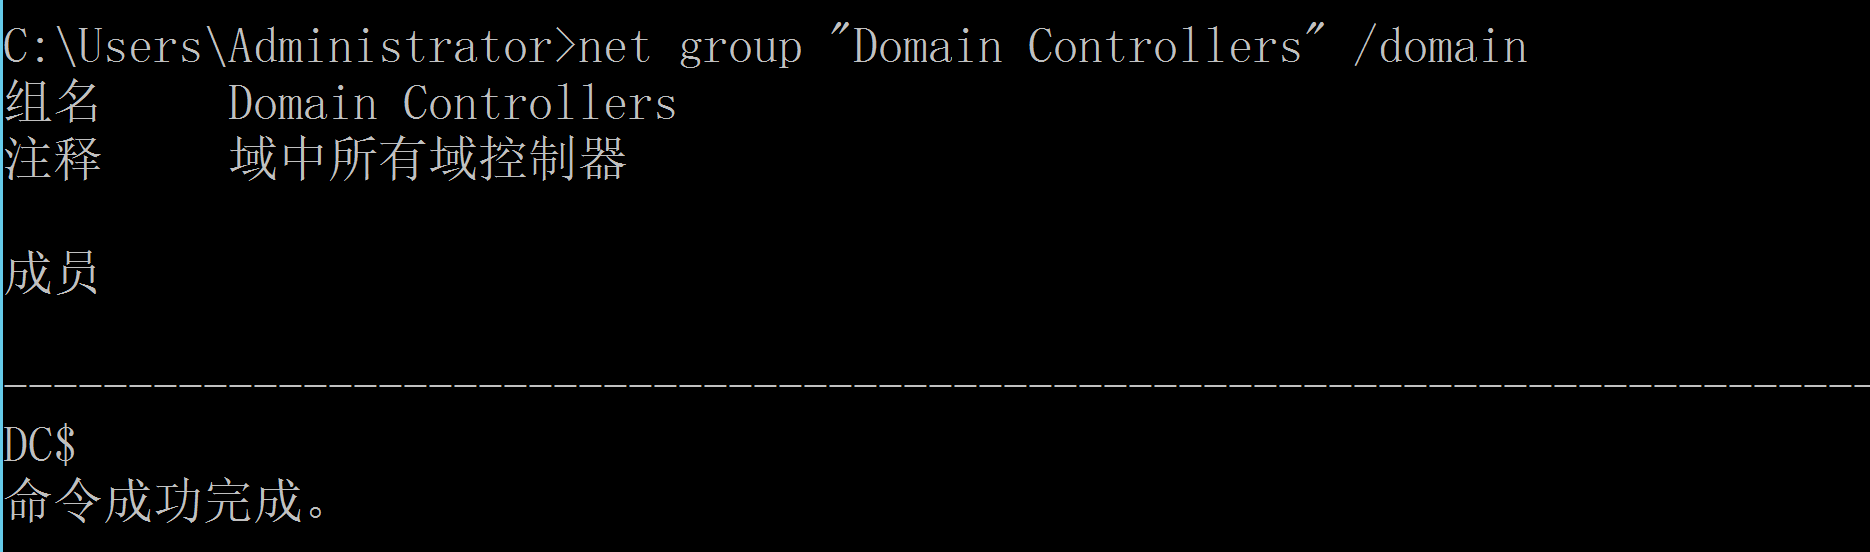 C:\Users\Administrator>net group "Domain Controllers" /domain
组名     Domain Controllers
注释     域中所有域控制器
成员
---------------------------------------------------------------------------
DC$
命令成功完成。